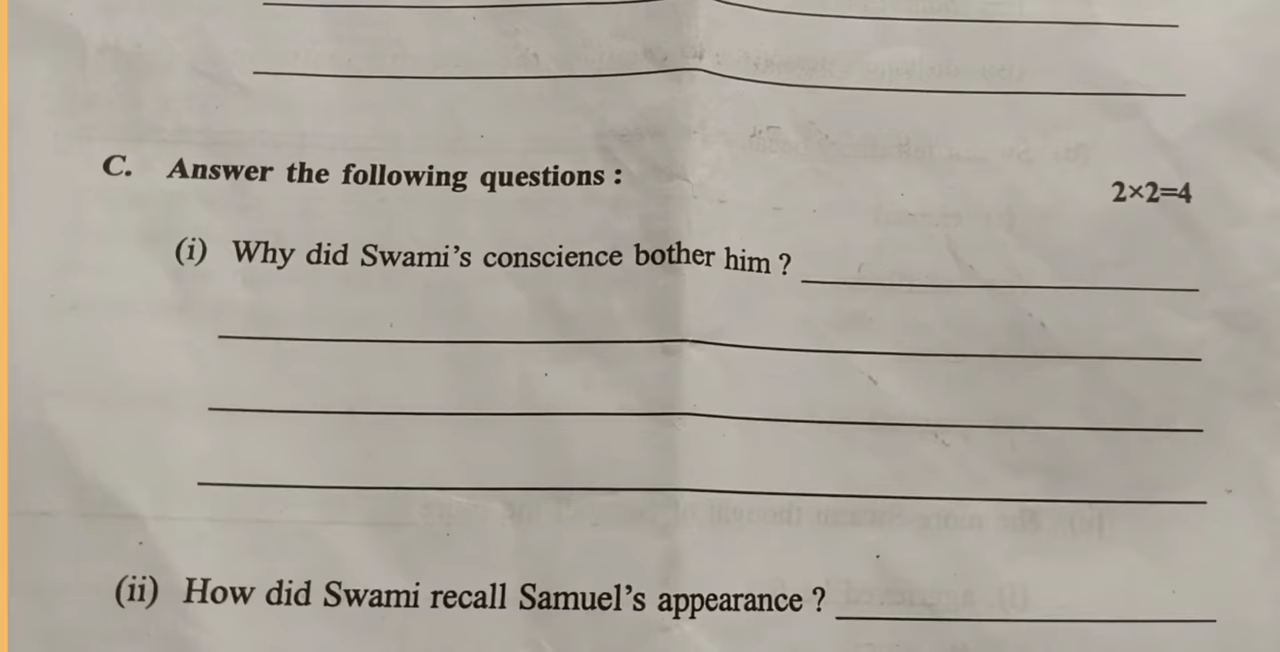 C. Answer the following questions : 2×2=4
(i) Why did Swami's conscience bother him ?
(ii) How did Swami recall Samuel's appearance ?